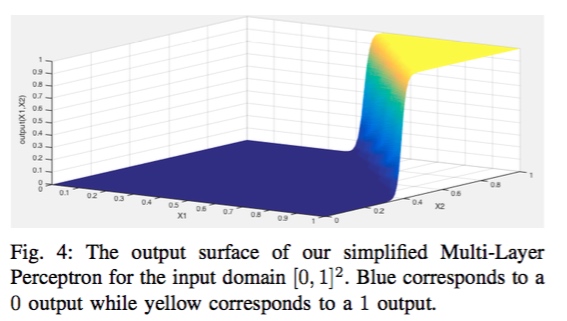 1
0.9
0.8
0.7
0.6
0.5
0.4
0.3
0.2
0.1
0
output(X1,X2)
0 0.1 0.2 0.3 0.4 0.5 0.6 0.7 0.8 0.9 1
X1
0 0.2 0.4 0.6 0.8 1
X2
Fig. 4: The output surface of our simplified Multi-Layer
Perceptron for the input domain [0, 1]². Blue corresponds to a
0 output while yellow corresponds to a 1 output.